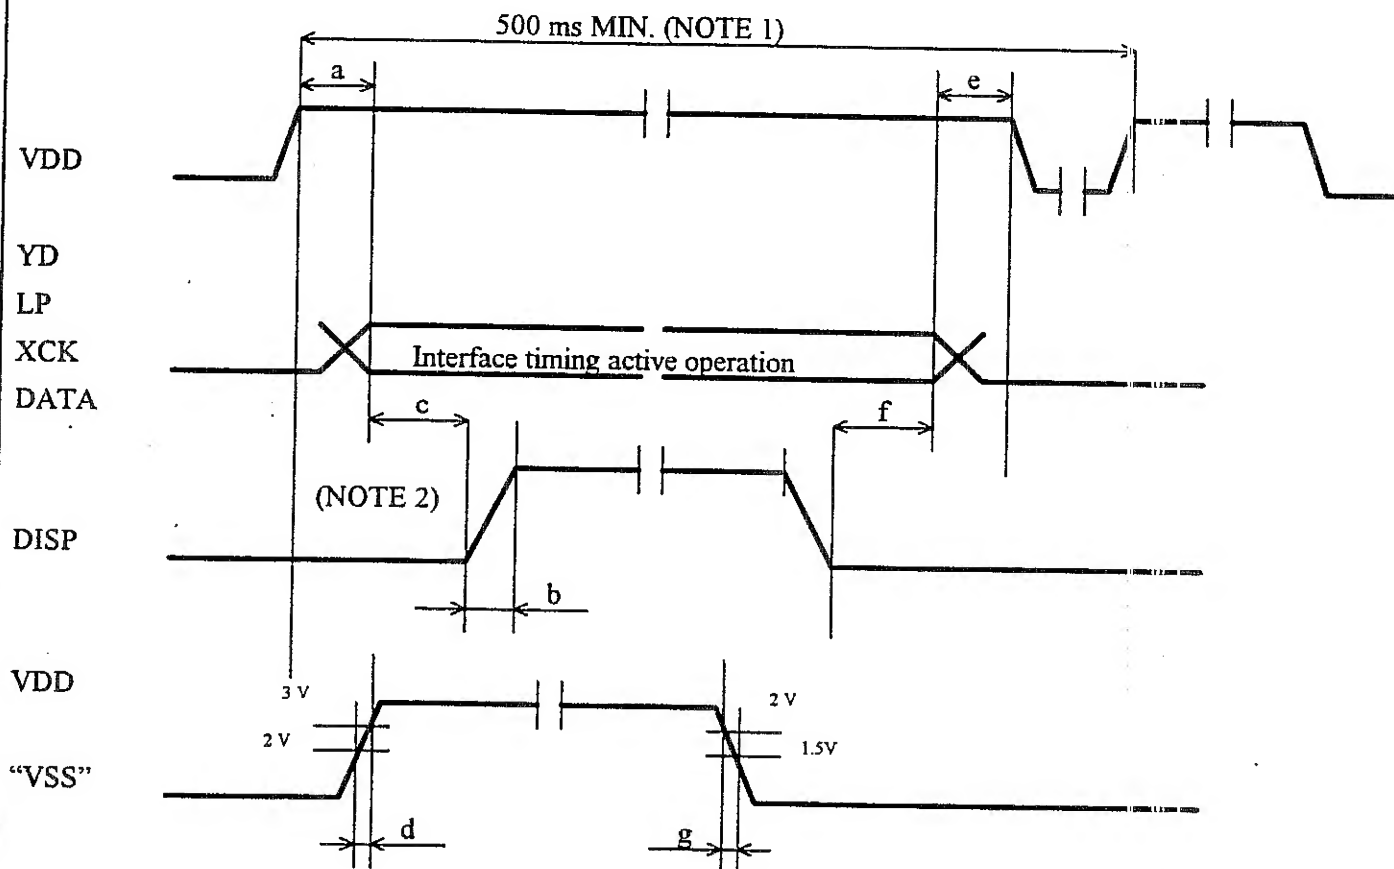 500 ms MIN. (NOTE 1)
a
e
VDD
YD
LP
XCK
Interface timing active operation
DATA
c
f
(NOTE 2)
DISP
b
VDD
3 V
2 V
2 V
1.5V
“VSS”
d
g